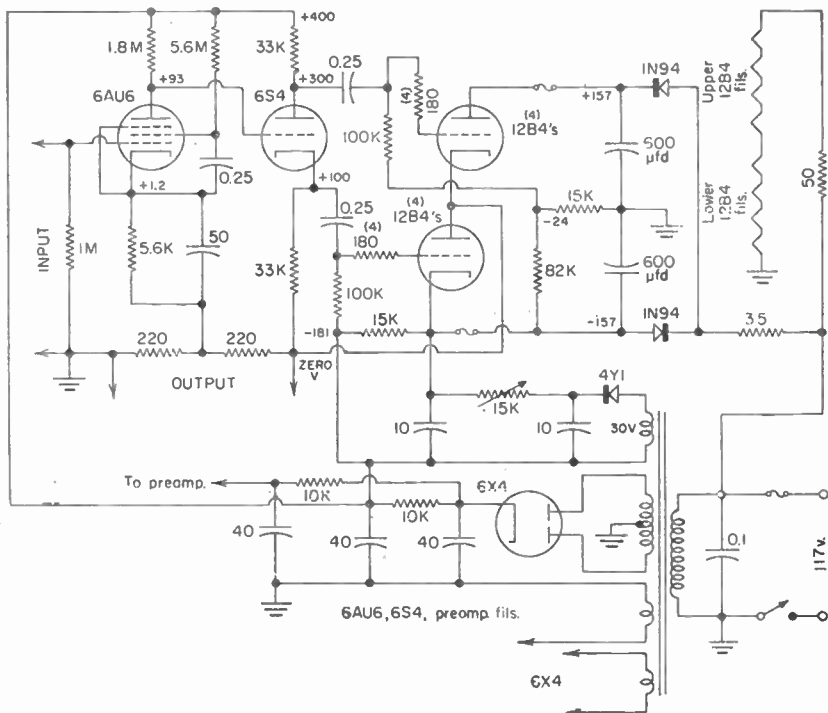 +400
1.8M
5.6M
33K
+93
+300
0.25
6AU6
6S4
(4)
180
100K
(4)
12B4's
+157
1N94
500
µfd
Upper
12B4
fils.
Lower
12B4
fils.
50
0.25
+1.2
+100
0.25
(4)
180
(4)
12B4's
-24
15K
82K
600
µfd
INPUT
1M
5.6K
50
33K
100K
-181
15K
-157
1N94
35
220
220
OUTPUT
ZERO
V
15K
4Y1
10
10
30V
To preamp.
10K
10K
6X4
40
40
40
0.1
117v.
6AU6, 6S4, preamp. fils.
6X4